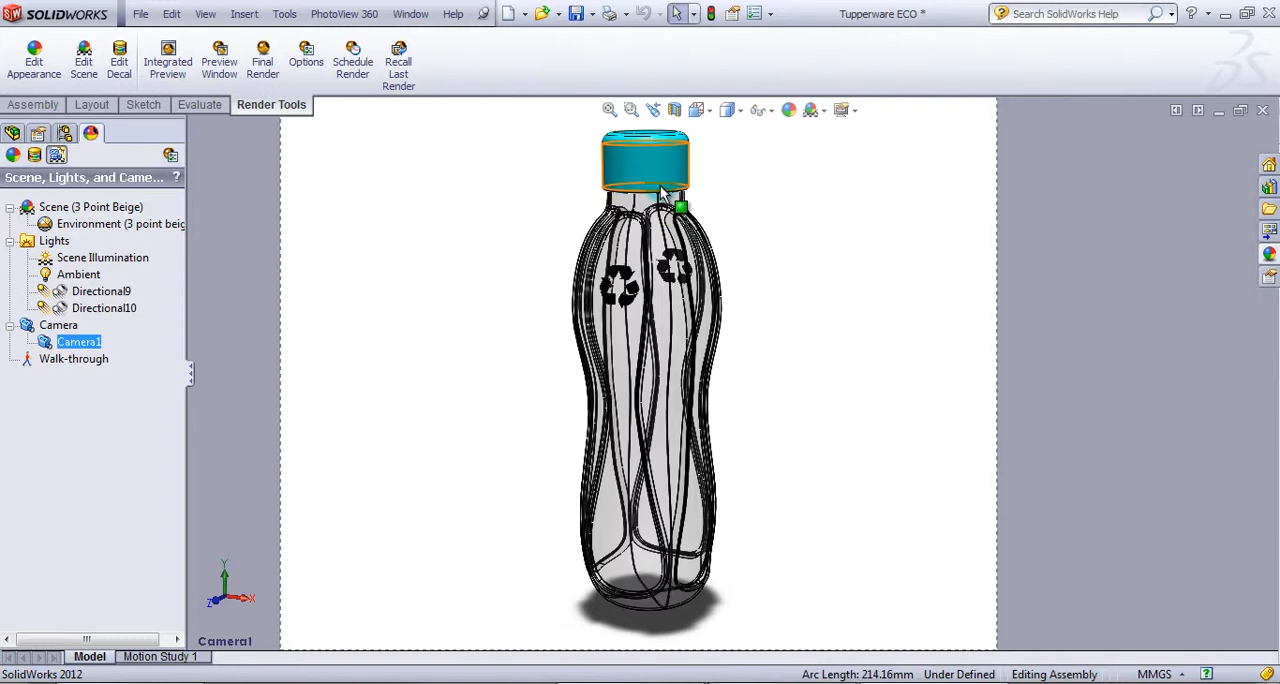 SOLIDWORKS File Edit View Insert Tools PhotoView 360 Window Help Tupperware ECO * Search SolidWorks Help
Edit Appearance
Edit Scene
Edit Decal
Integrated Preview
Preview Window
Final Render
Options
Schedule Render
Recall Last Render
Assembly Layout Sketch Evaluate Render Tools
Scene, Lights, and Came... ?
Scene (3 Point Beige)
Environment (3 point beig
Lights
Scene Illumination
Ambient
Directional9
Directional10
Camera
Camera1
Walk-through
Y
Z X
Camera1
Model Motion Study 1
SolidWorks 2012 Arc Length: 214.16mm Under Defined Editing Assembly MMGS ?